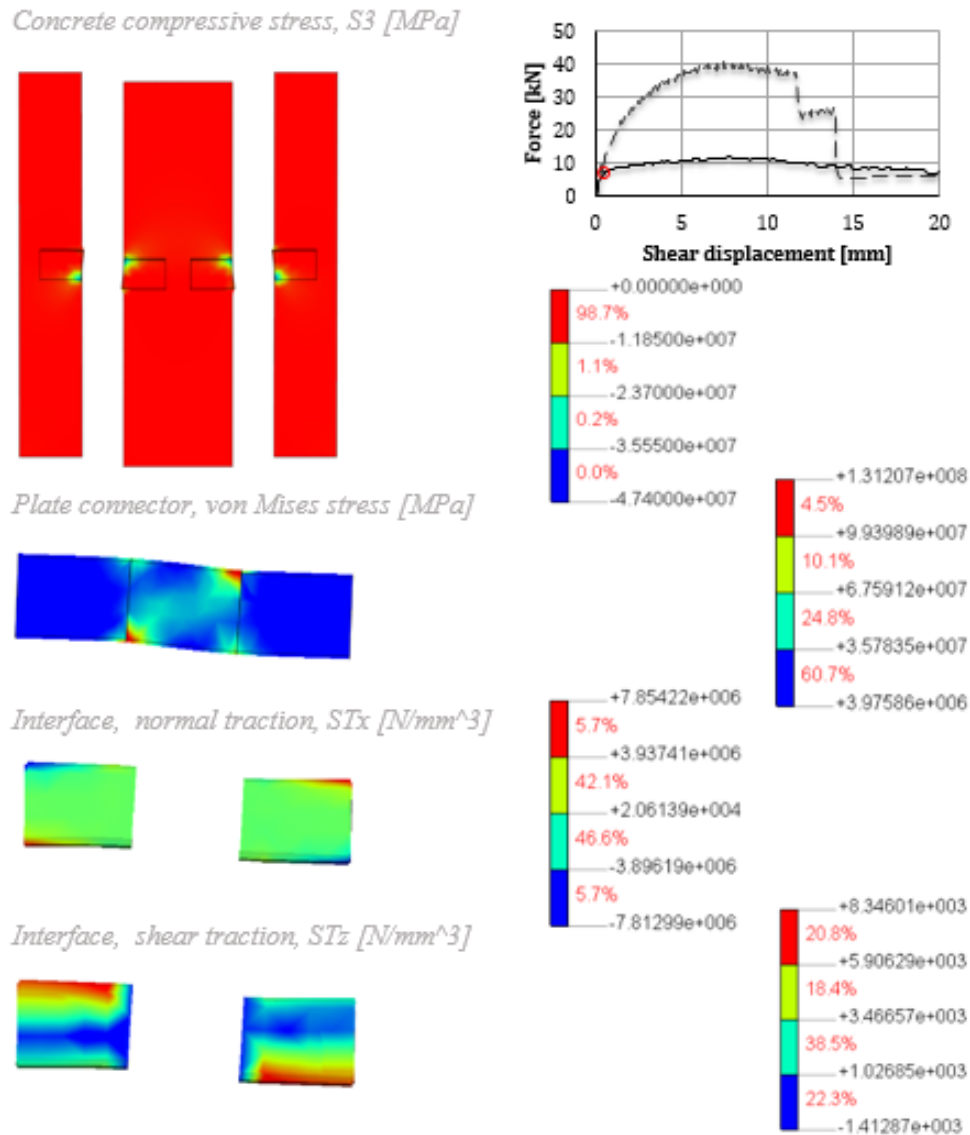 Concrete compressive stress, S3 [MPa]
50
40
30
20
10
0
Force [kN]
0 5 10 15 20
Shear displacement [mm]
+0.00000e+000
98.7%
-1.18500e+007
1.1%
-2.37000e+007
0.2%
-3.55500e+007
0.0%
-4.74000e+007
Plate connector, von Mises stress [MPa]
+1.31207e+008
4.5%
+9.93989e+007
10.1%
+6.75912e+007
24.8%
+3.57835e+007
60.7%
+3.97586e+006
Interface, normal traction, STx [N/mm^3]
+7.85422e+006
5.7%
+3.93741e+006
42.1%
+2.06139e+004
46.6%
-3.89619e+006
5.7%
-7.81299e+006
Interface, shear traction, STz [N/mm^3]
+8.34601e+003
20.8%
+5.90629e+003
18.4%
+3.46657e+003
38.5%
+1.02685e+003
22.3%
-1.41287e+003